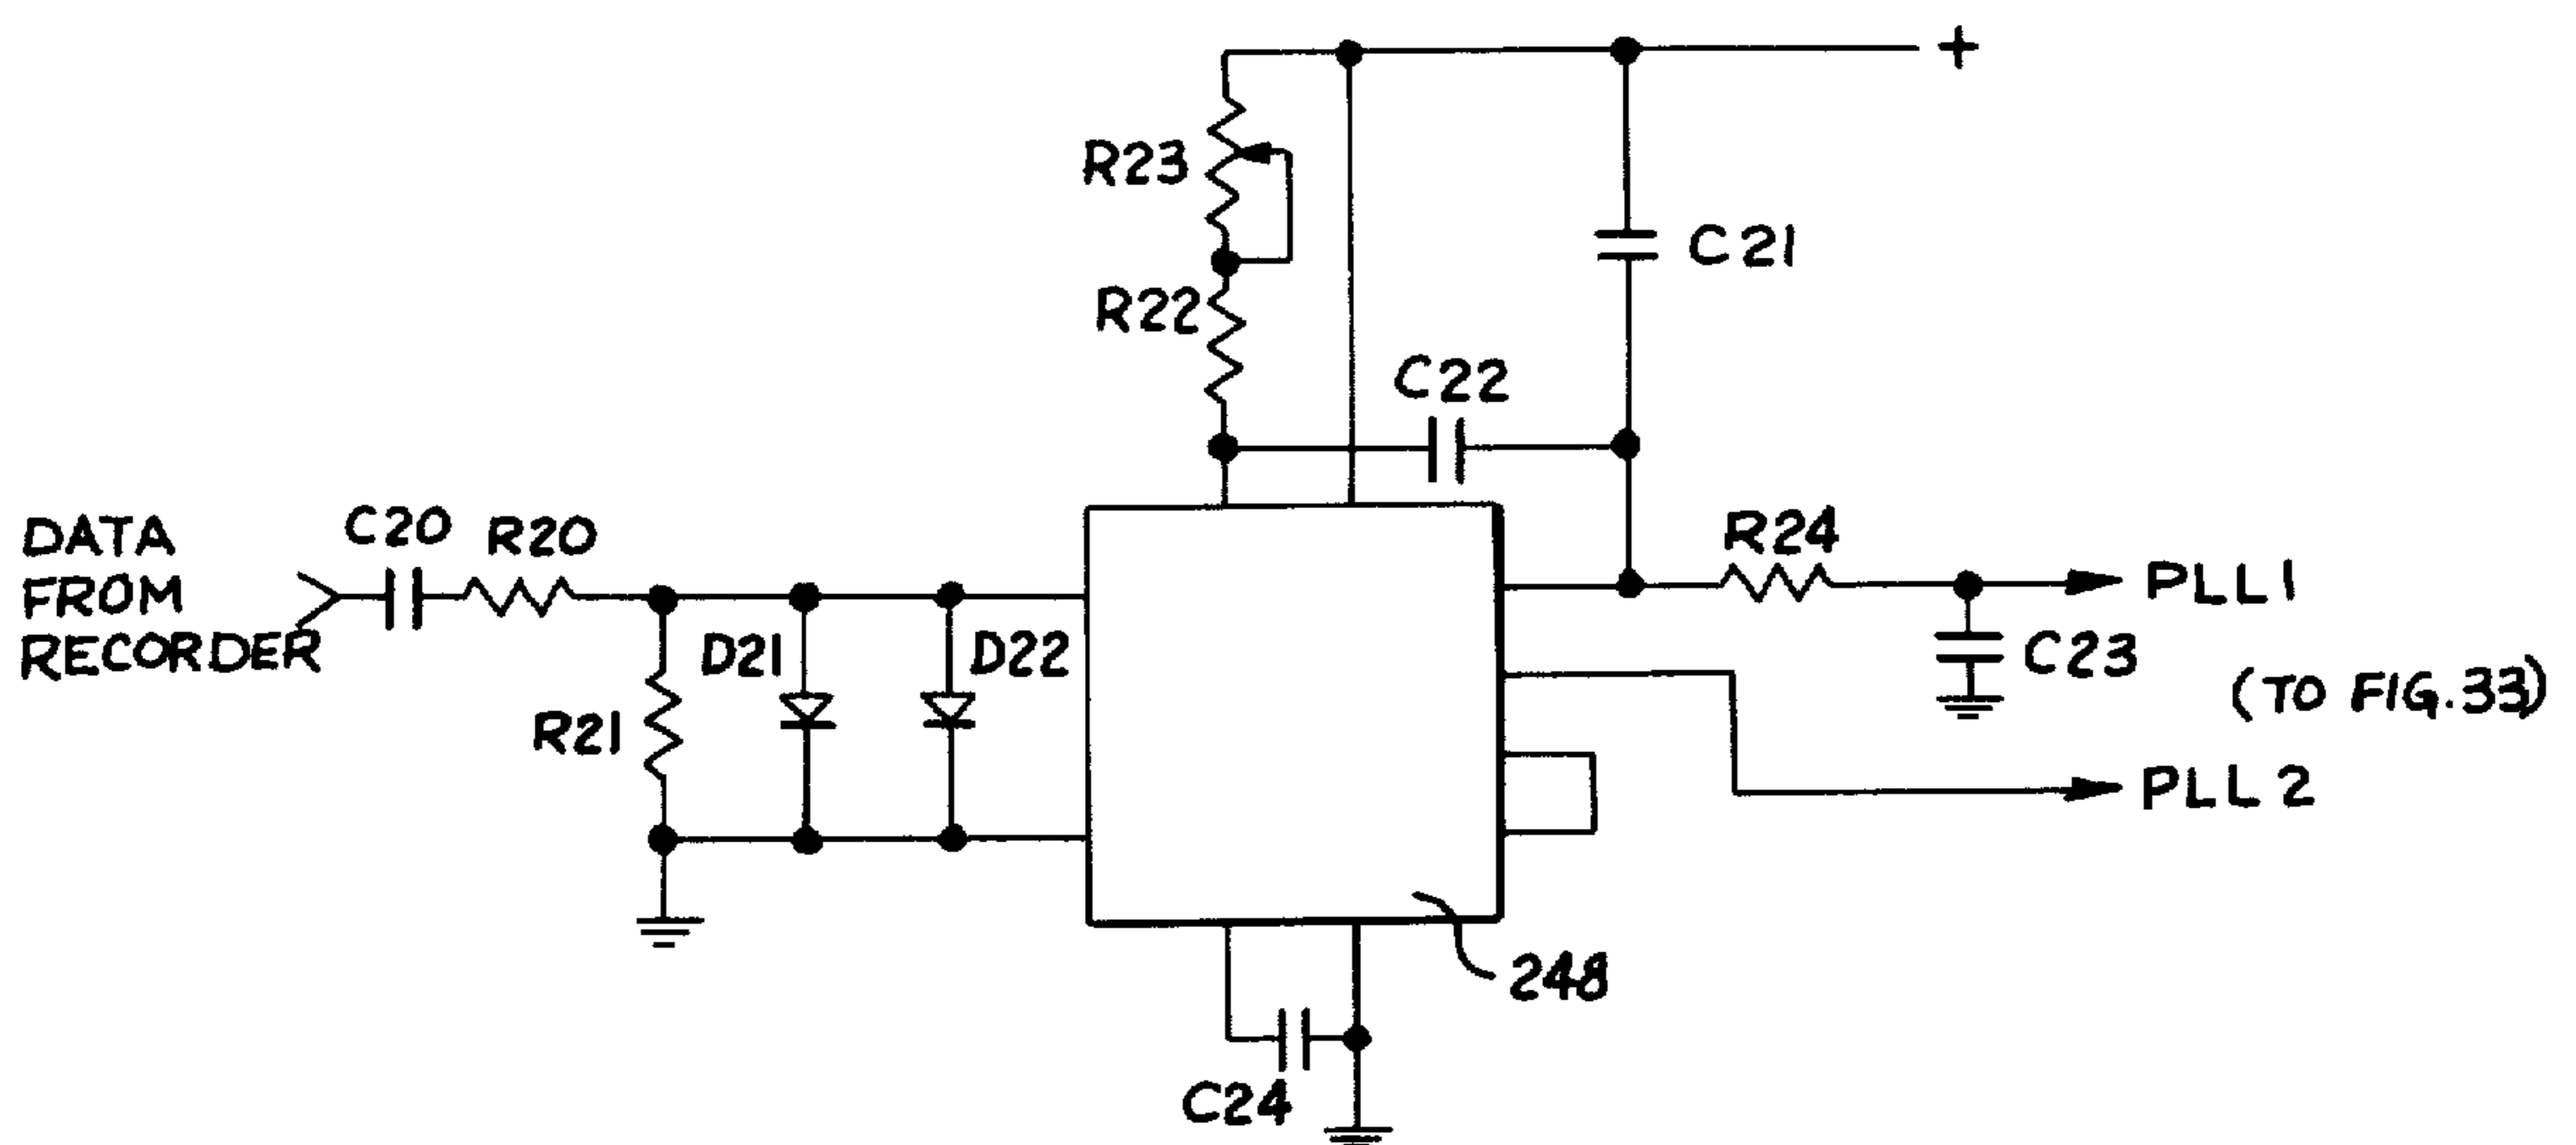 +
R23
C21
R22
C22
DATA
FROM
RECORDER
C20
R20
R24
PLL1
D21
D22
C23
(TO FIG.33)
R21
PLL2
248
C24